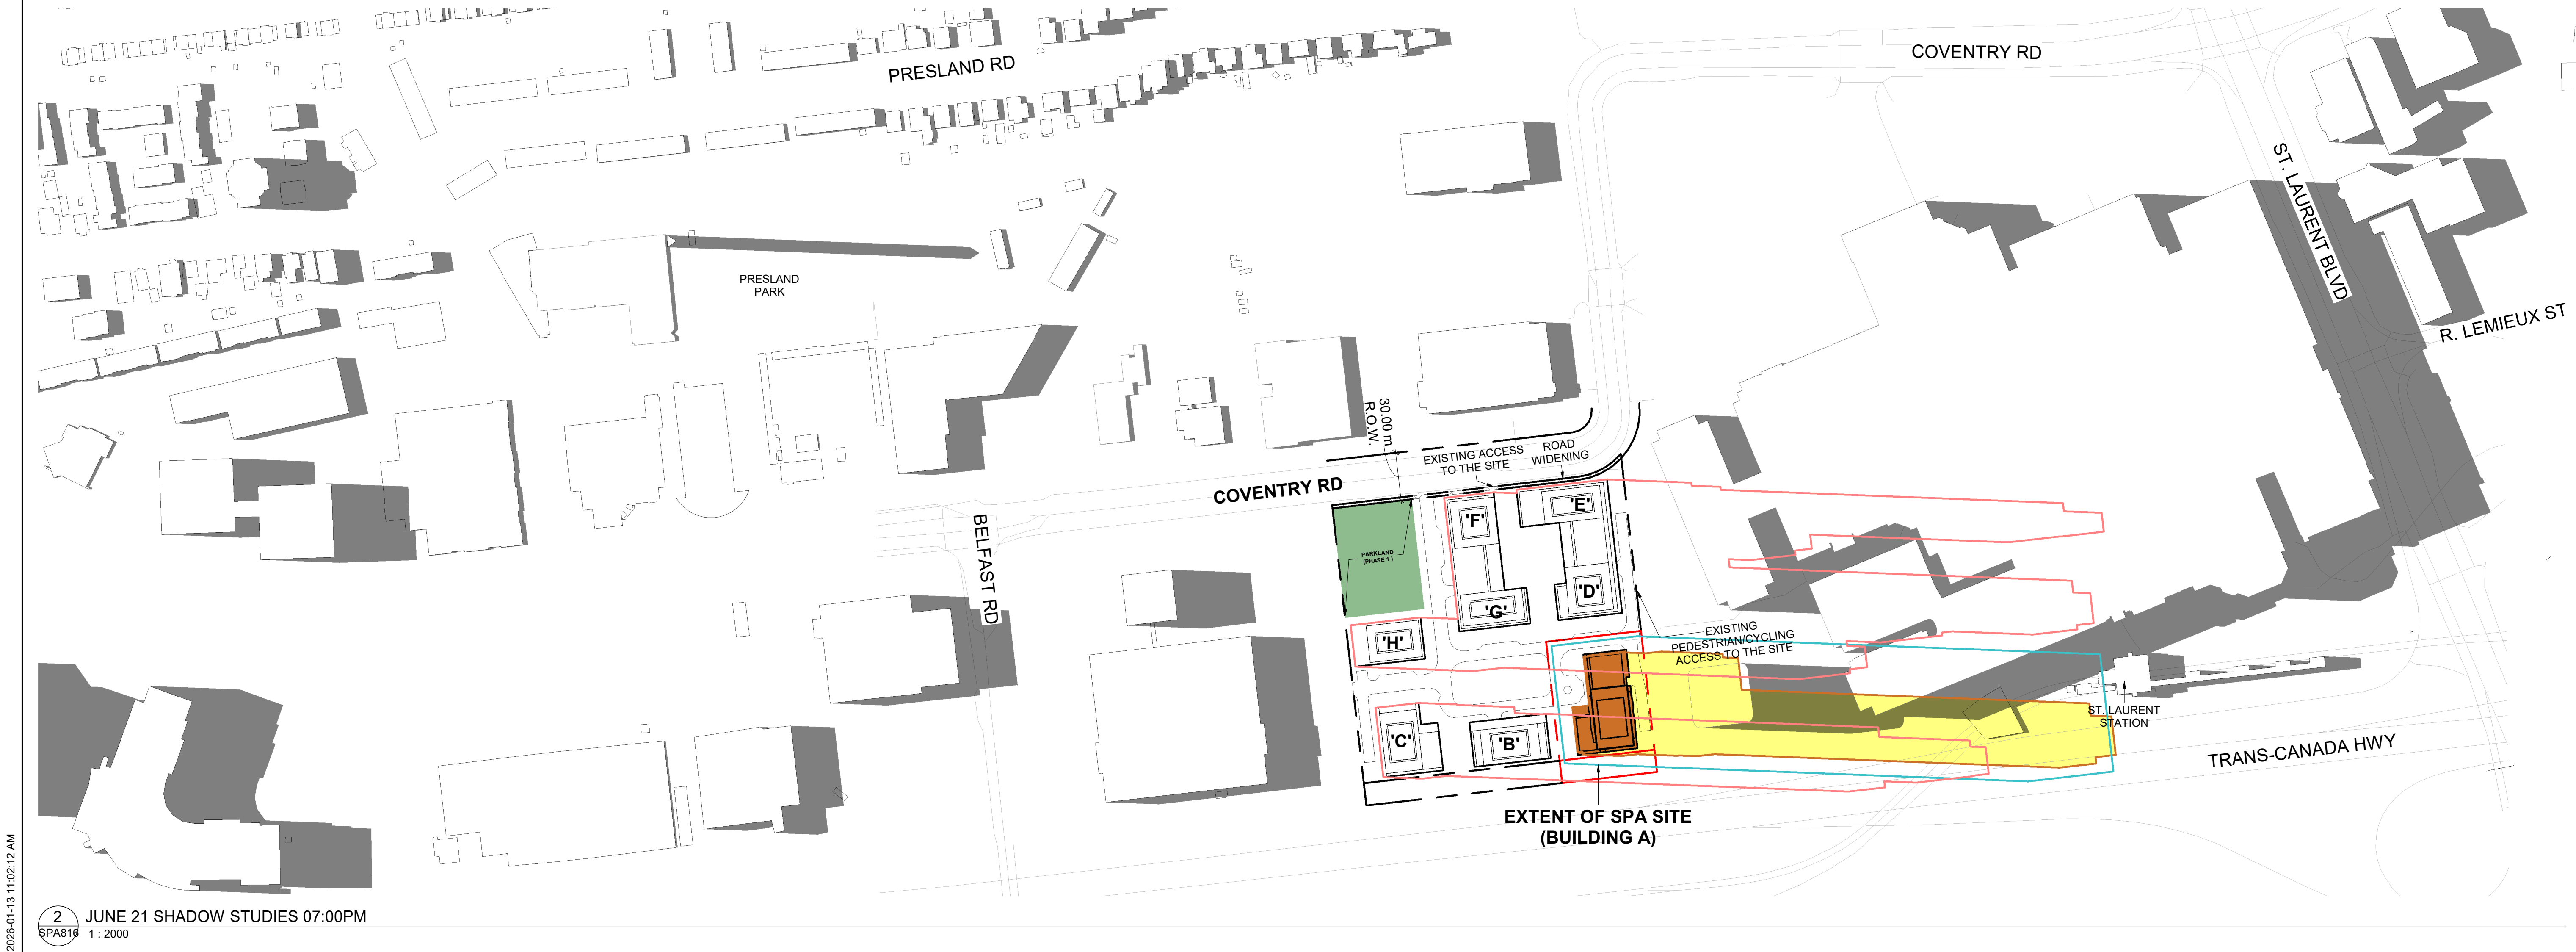 COVENTRY RD
PRESLAND RD
ST. LAURENT BLVD
PRESLAND
PARK
R. LEMIEUX ST
30.000 m
R.O.W.
EXISTING ACCESS
TO THE SITE
ROAD
WIDENING
COVENTRY RD
BELFAST RD
'F'
'E'
PARKLAND
(PHASE 1 )
'D'
'G'
'H'
EXISTING
PEDESTRIAN/CYCLING
ACCESS TO THE SITE
ST. LAURENT
STATION
'C'
'B'
TRANS-CANADA HWY
EXTENT OF SPA SITE
(BUILDING A)
2026-01-13 11:02:12 AM
2
SPA816
JUNE 21 SHADOW STUDIES 07:00PM
1 : 2000